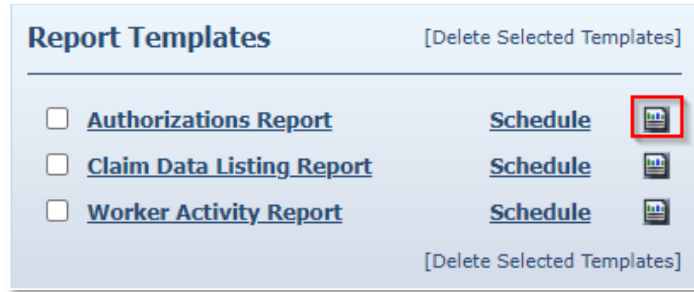 Report Templates [Delete Selected Templates]
Authorizations Report Schedule
Claim Data Listing Report Schedule
Worker Activity Report Schedule
[Delete Selected Templates]